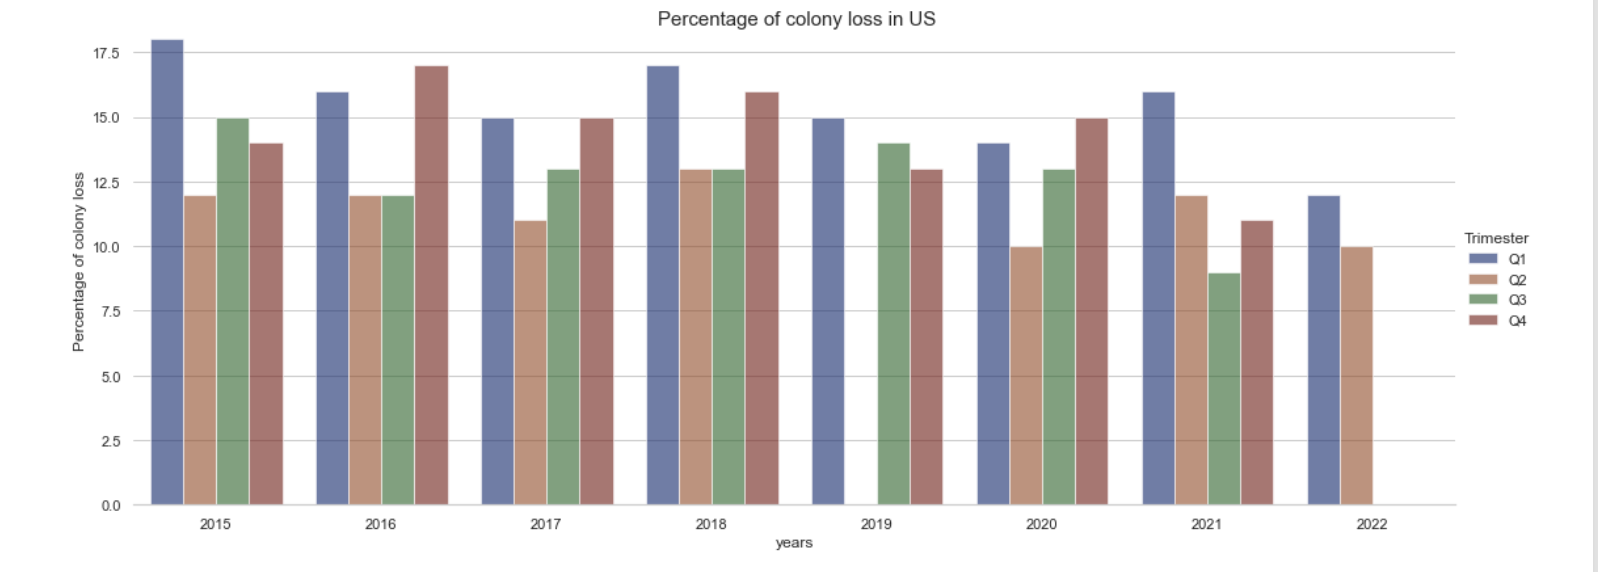 Percentage of colony loss in US
Percentage of colony loss
17.5
15.0
12.5
10.0
7.5
5.0
2.5
0.0
2015 2016 2017 2018 2019 2020 2021 2022
years
Trimester
Q1
Q2
Q3
Q4